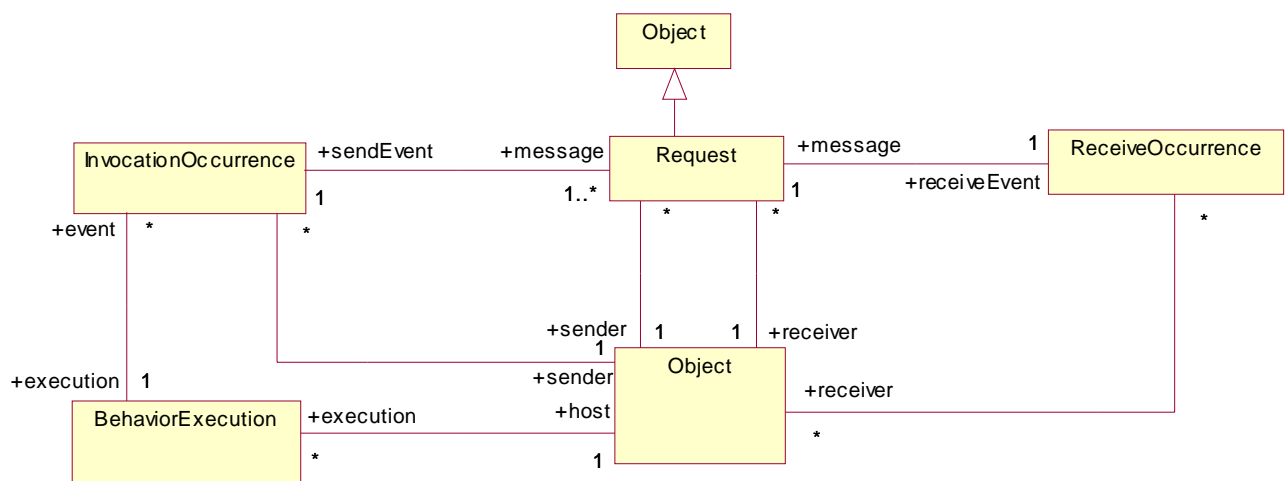 Object
InvocationOccurrence
+sendEvent
+message
Request
+message
1
ReceiveOccurrence
1
1..*
1
+receiveEvent
+event
*
*
*
*
*
+sender
1
1
+receiver
1
+sender
Object
+execution
1
+receiver
BehaviorExecution
+execution
+host
*
*
1